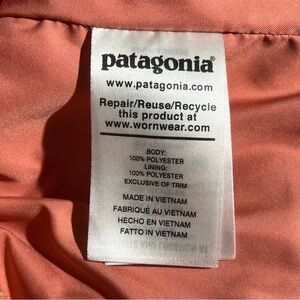 patagonia®
www.patagonia.com
Repair/Reuse/Recycle
this product at
www.wornwear.com
BODY:
100% POLYESTER
LINING:
100% POLYESTER
EXCLUSIVE OF TRIM
MADE IN VIETNAM
FABRIQUÉ AU VIETNAM
HECHO EN VIETNAM
FATTO IN VIETNAM